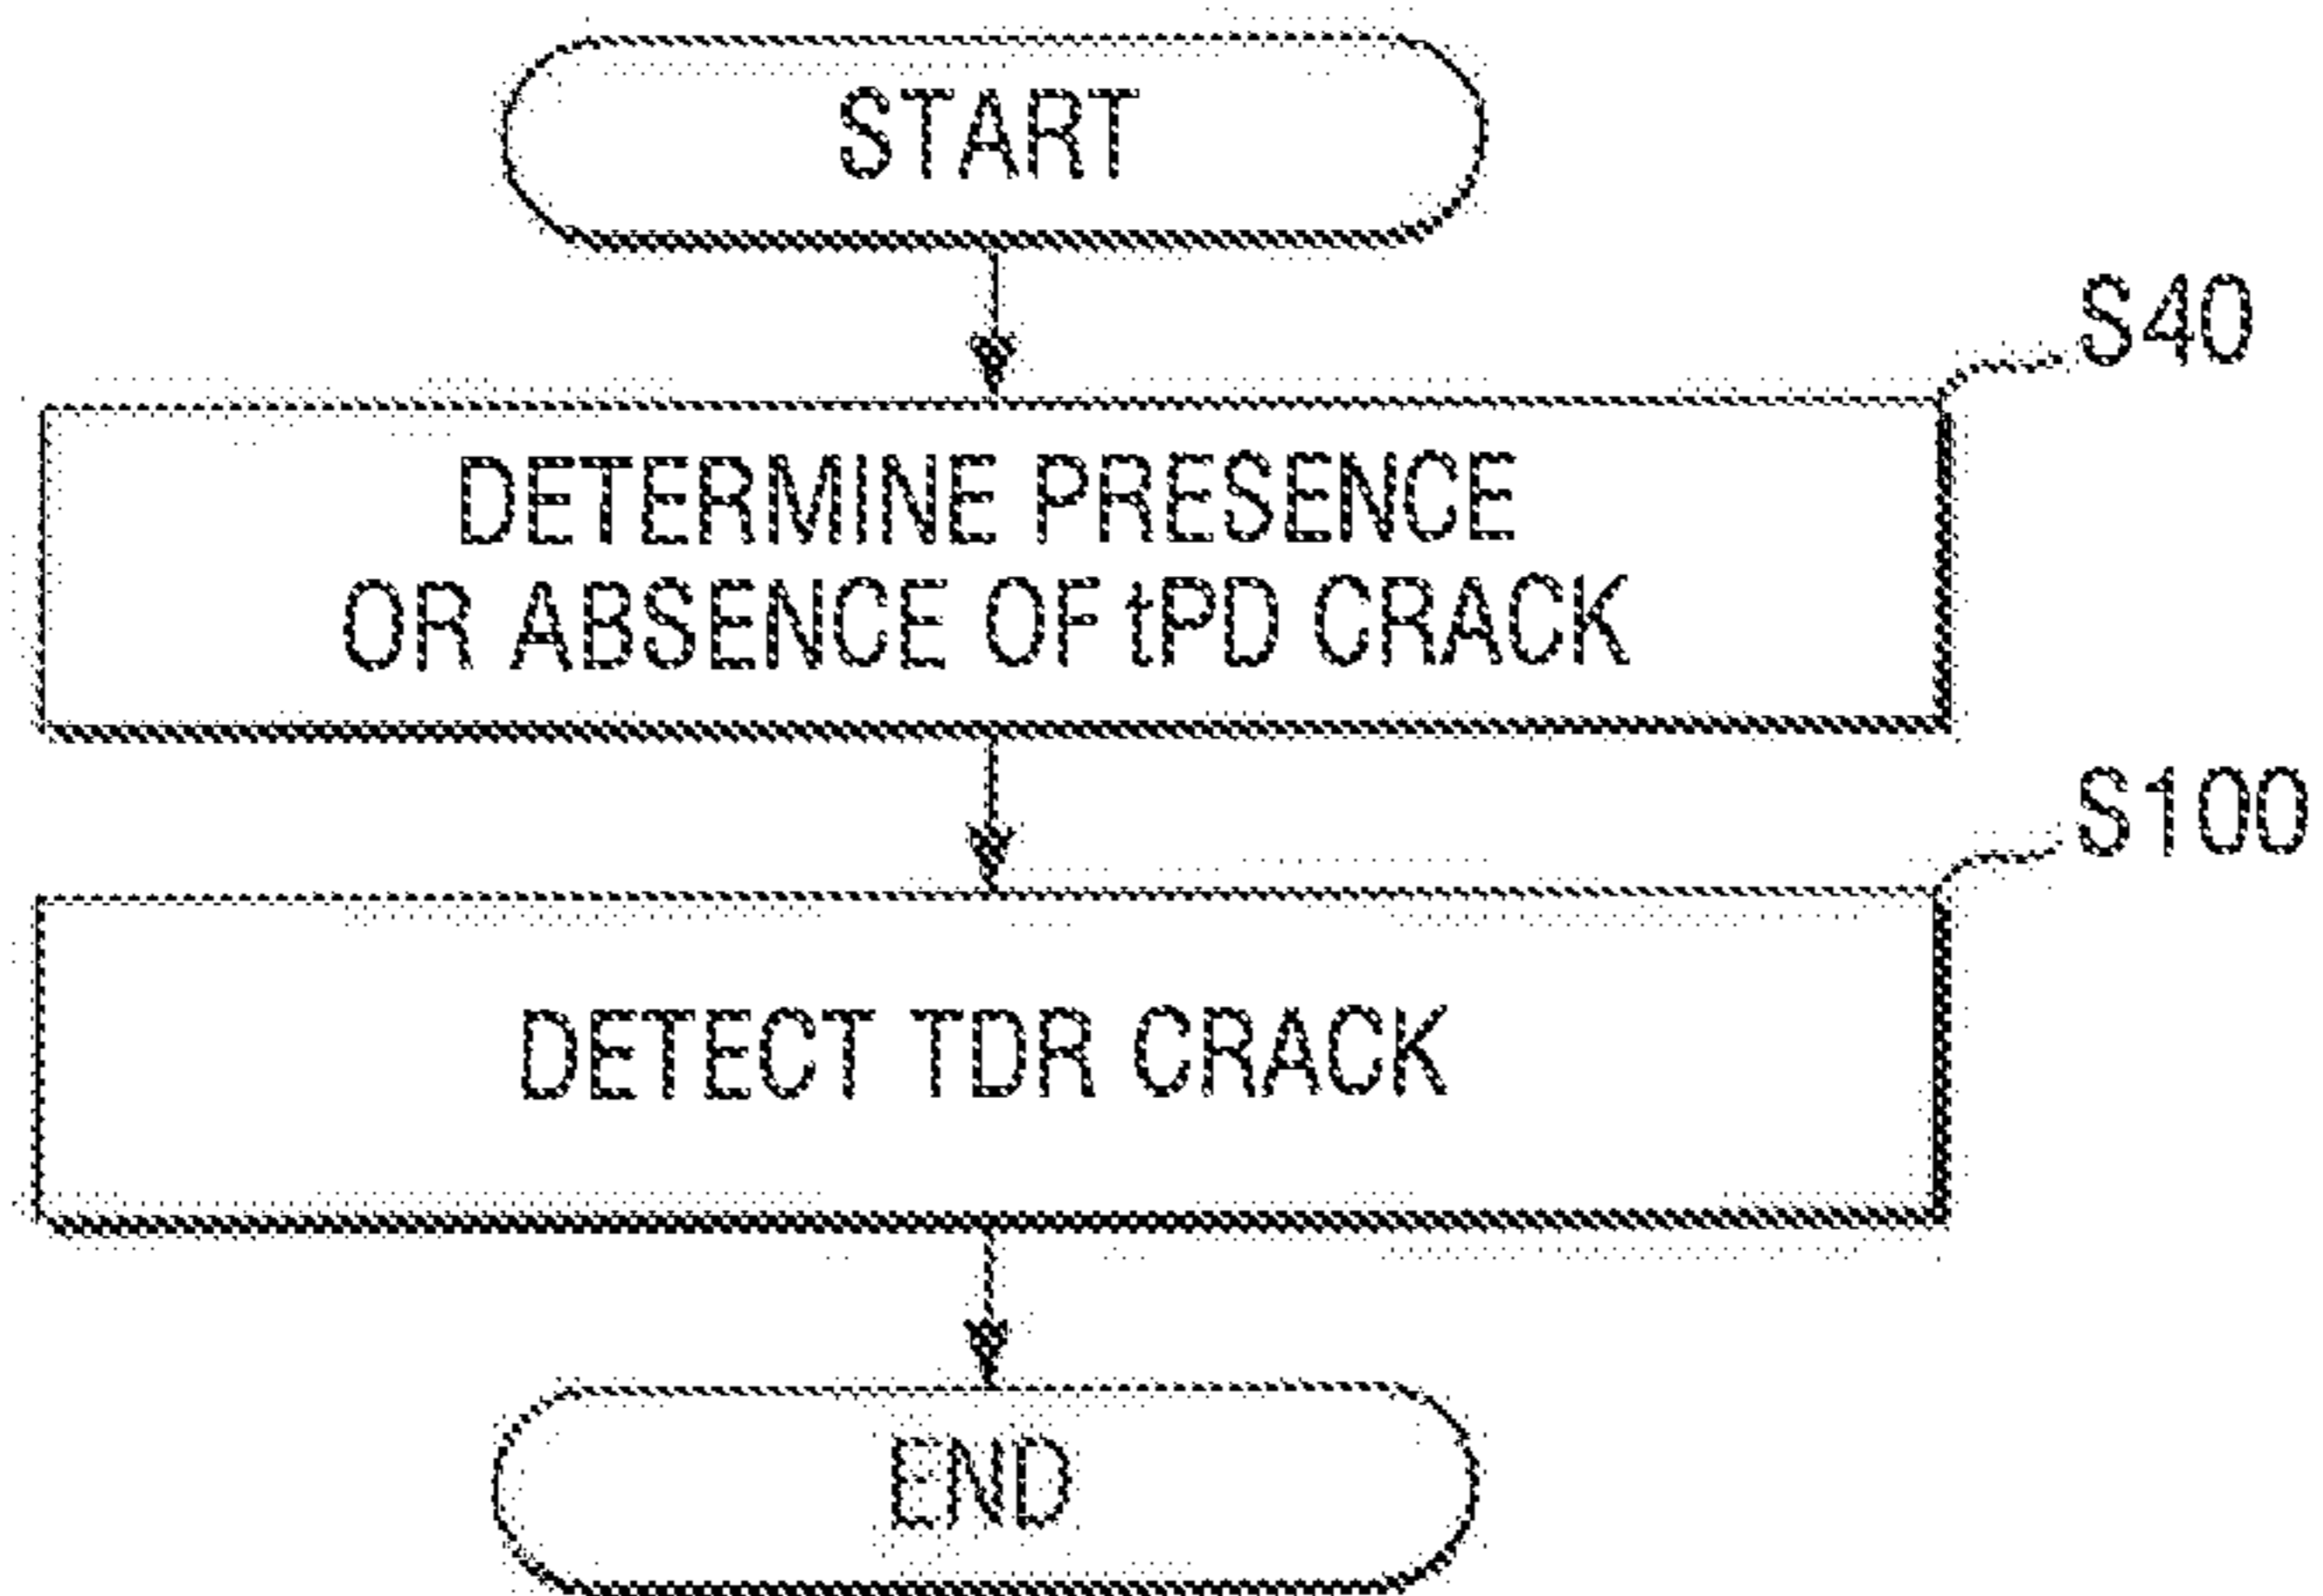 START
S40
DETERMINE PRESENCE
OR ABSENCE OF tPD CRACK
S100
DETECT TDR CRACK
END